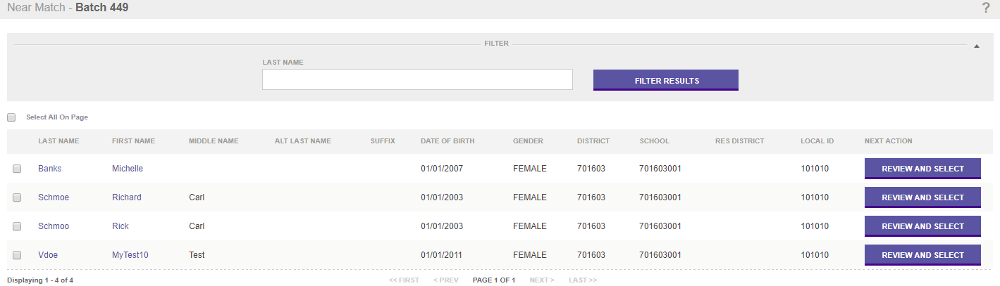 Near Match - Batch 449 ?
FILTER
LAST NAME
FILTER RESULTS
Select All On Page
LAST NAME FIRST NAME MIDDLE NAME ALT LAST NAME SUFFIX DATE OF BIRTH GENDER DISTRICT SCHOOL RES DISTRICT LOCAL ID NEXT ACTION
Banks Michelle 01/01/2007 FEMALE 701603 701603001 101010 REVIEW AND SELECT
Schmoe Richard Carl 01/01/2003 FEMALE 701603 701603001 101010 REVIEW AND SELECT
Schmoo Rick Carl 01/01/2003 FEMALE 701603 701603001 101010 REVIEW AND SELECT
Vdoe MyTest10 Test 01/01/2011 FEMALE 701603 701603001 101010 REVIEW AND SELECT
Displaying 1 - 4 of 4 << FIRST < PREV PAGE 1 OF 1 NEXT > LAST >>